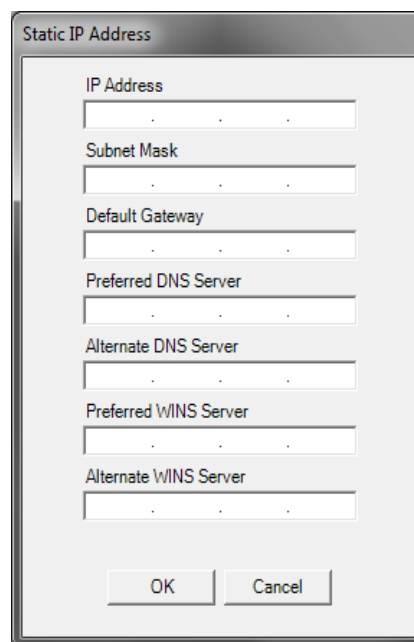 Static IP Address
IP Address
. . .
Subnet Mask
. . .
Default Gateway
. . .
Preferred DNS Server
. . .
Alternate DNS Server
. . .
Preferred WINS Server
. . .
Alternate WINS Server
. . .
OK Cancel